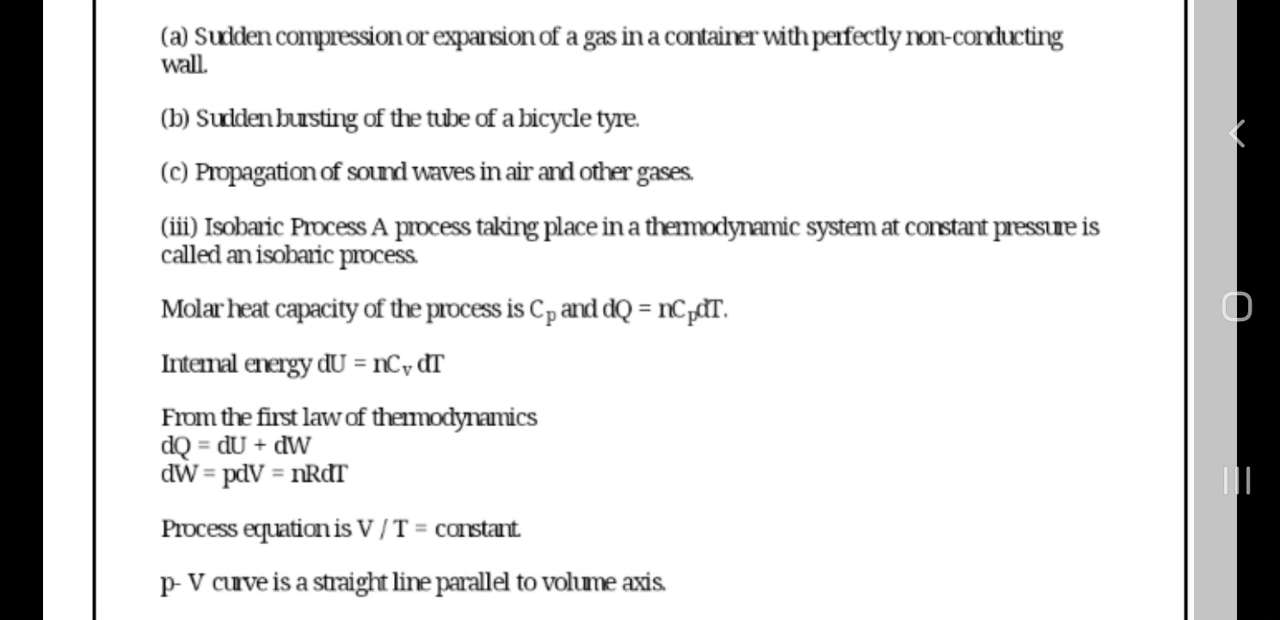 (a) Sudden compression or expansion of a gas in a container with perfectly non-conducting
wall.
(b) Sudden bursting of the tube of a bicycle tyre.
(c) Propagation of sound waves in air and other gases.
(iii) Isobaric Process A process taking place in a thermodynamic system at constant pressure is
called an isobaric process.
Molar heat capacity of the process is Cp and dQ = nCpdT.
Internal energy dU = nCv dT
From the first law of thermodynamics
dQ = dU + dW
dW = pdV = nRdT
Process equation is V / T = constant.
p- V curve is a straight line parallel to volume axis.